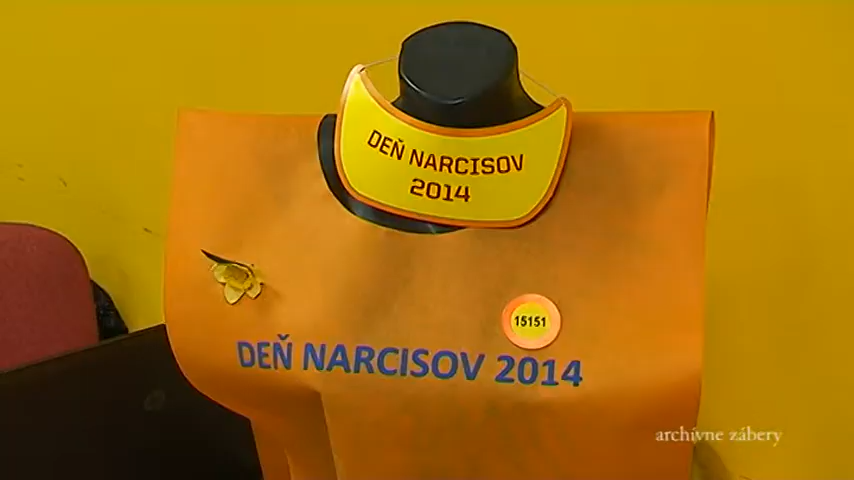 DEŇ NARCISOV
2014
15151
DEŇ NARCISOV 2014
archívne zábery